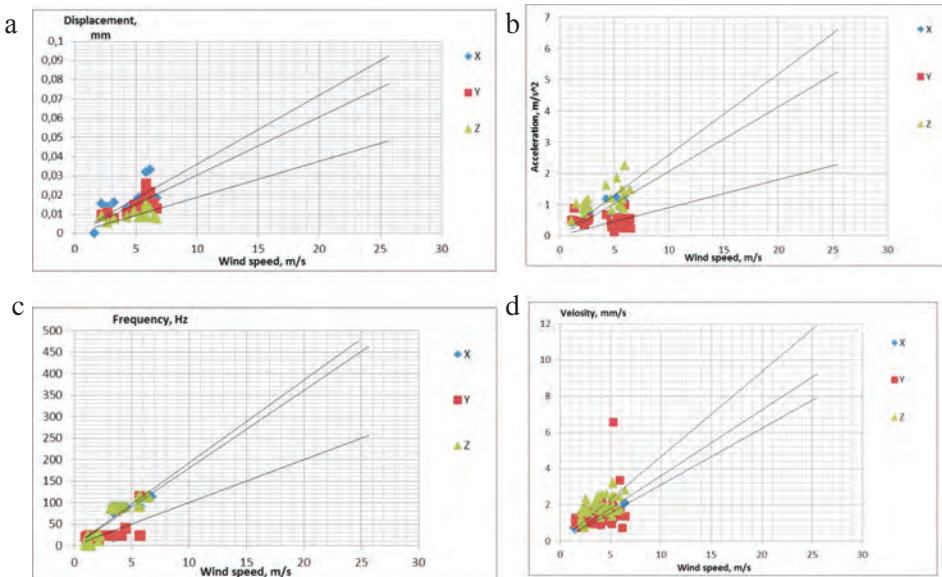 a
Displacement,
mm
0,1
0,09
0,08
0,07
0,06
0,05
0,04
0,03
0,02
0,01
0
0 5 10 15 20 25 30
Wind speed, m/s
X
Y
Z
b
Acceleration, m/s^2
7
6
5
4
3
2
1
0
0 5 10 15 20 25 30
Wind speed, m/s
X
Y
Z
c
Frequency, Hz
500
450
400
350
300
250
200
150
100
50
0
0 5 10 15 20 25 30
Wind speed, m/s
X
Y
Z
d
Velosity, mm/s
12
10
8
6
4
2
0
0 5 10 15 20 25 30
Wind speed, m/s
X
Y
Z